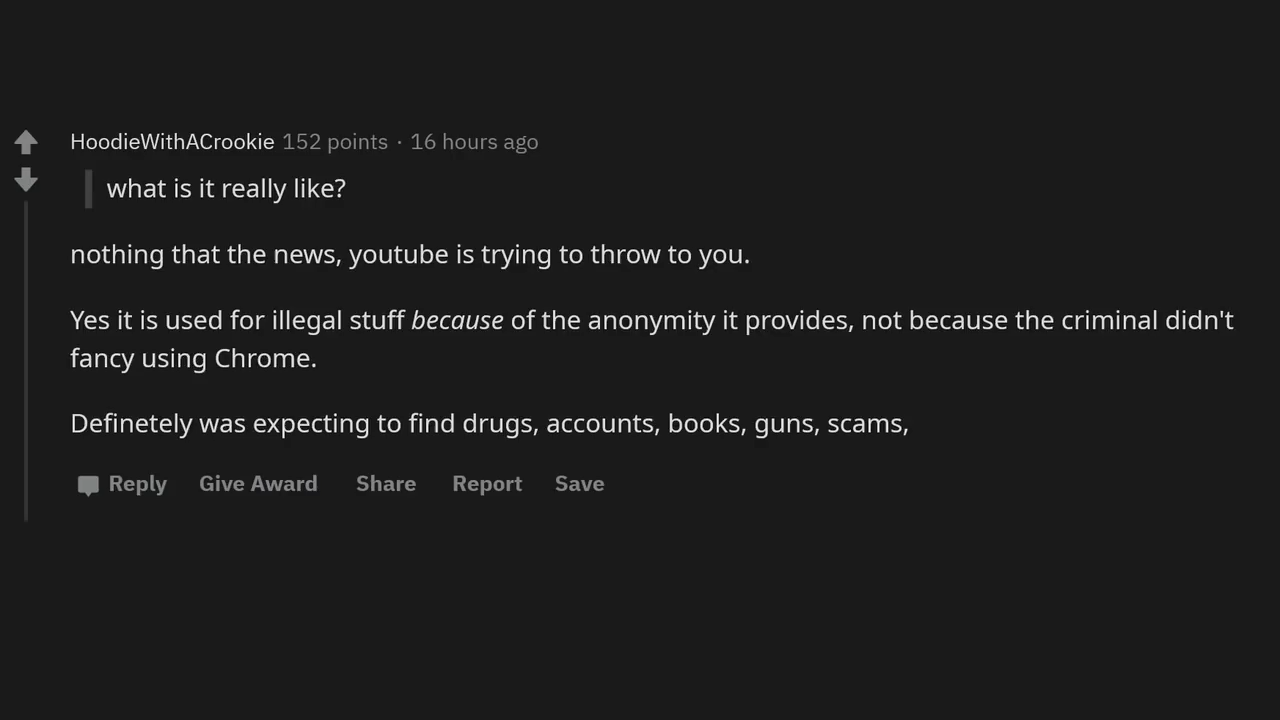 HoodieWithACrookie 152 points · 16 hours ago
what is it really like?
nothing that the news, youtube is trying to throw to you.
Yes it is used for illegal stuff because of the anonymity it provides, not because the criminal didn't
fancy using Chrome.
Definetely was expecting to find drugs, accounts, books, guns, scams,
Reply Give Award Share Report Save